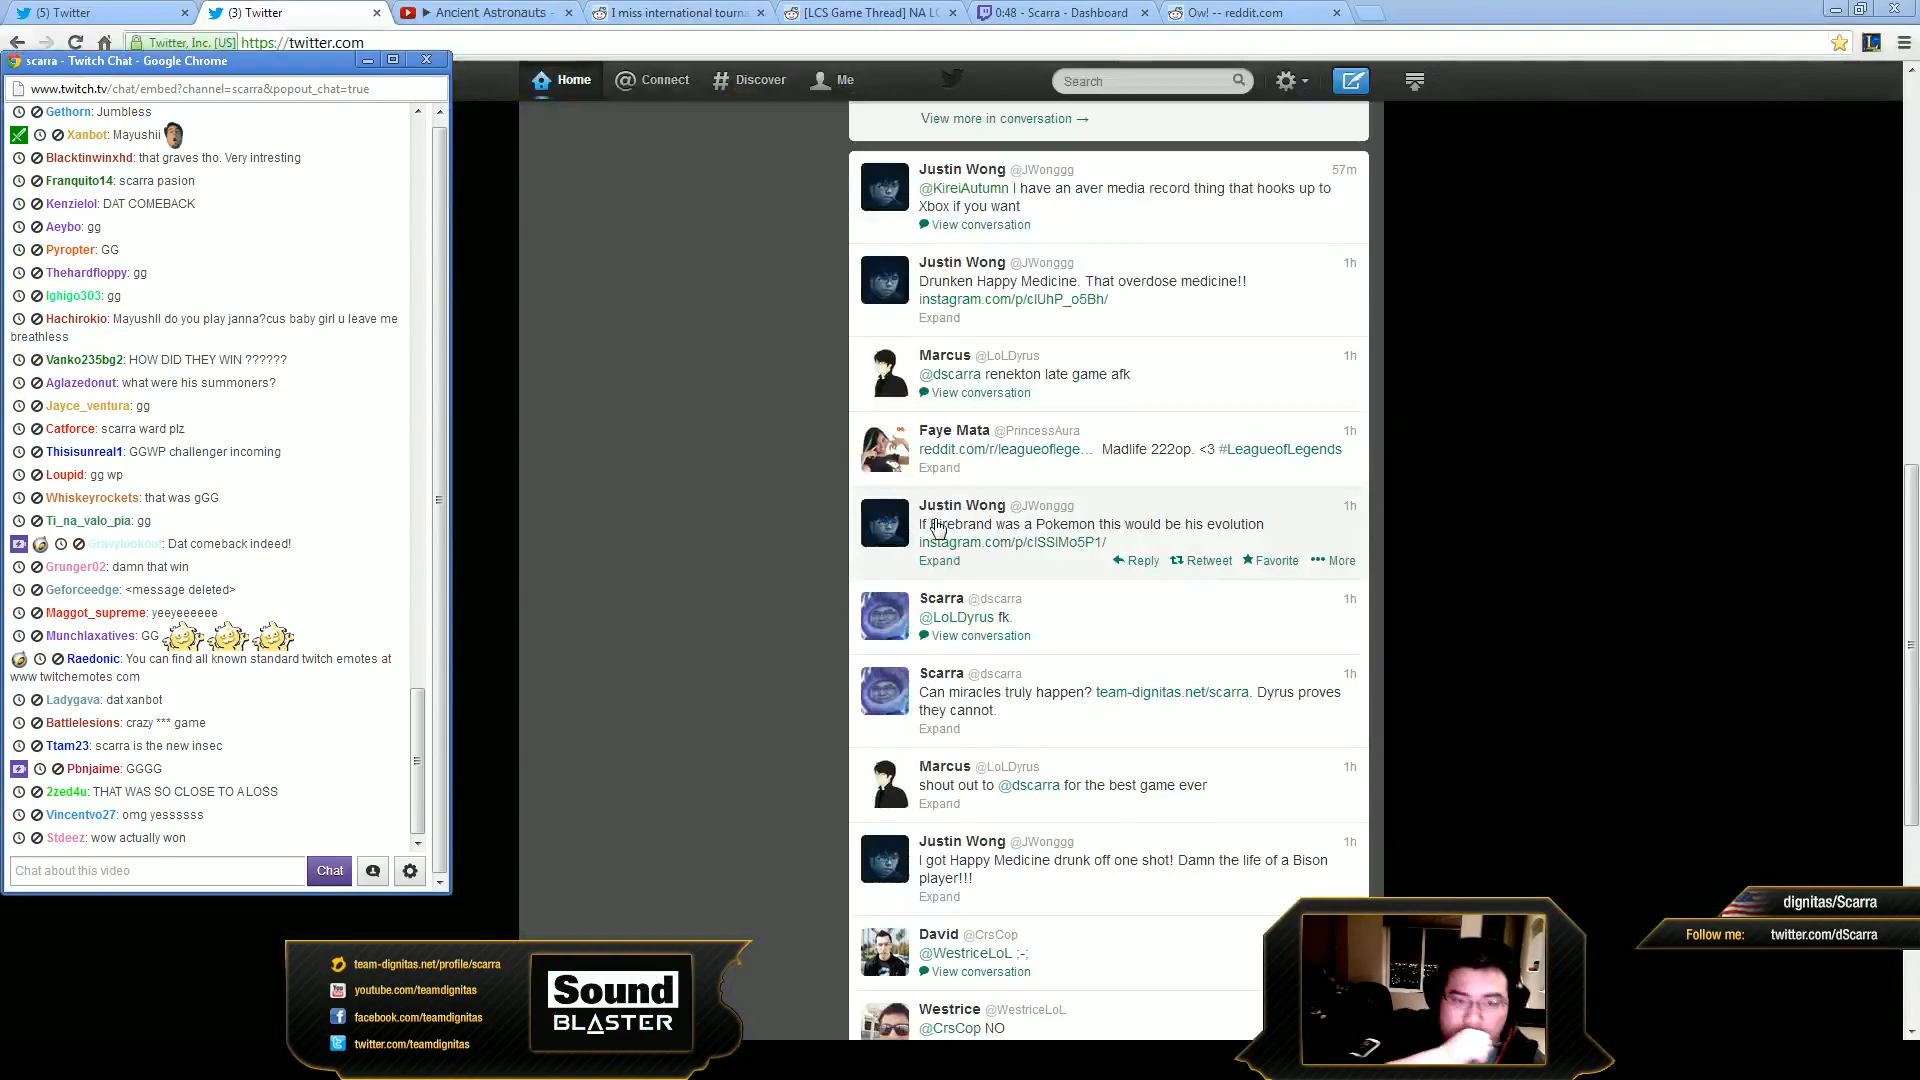 (5) Twitter
(3) Twitter
Ancient Astronauts -
I miss international tourna
[LCS Game Thread] NA L
0:48 - Scarra - Dashboard
Ow! -- reddit.com
Twitter, Inc. [US] https://twitter.com
scarra - Twitch Chat - Google Chrome
www.twitch.tv/chat/embed?channel=scarra&popout_chat=true
Home
Connect
Discover
Me
Search
Gethorn: Jumbless
Xanbot: Mayushii
Blacktinwinxhd: that graves tho. Very intresting
Franquito14: scarra pasion
Kenzielol: DAT COMEBACK
Aeybo: gg
Pyropter: GG
Thehardfloppy: gg
Ighigo303: gg
Hachirokio: MayushII do you play janna?cus baby girl u leave me
breathless
Vanko235bg2: HOW DID THEY WIN ??????
Aglazedonut: what were his summoners?
Jayce_ventura: gg
Catforce: scarra ward plz
Thisisunreal1: GGWP challenger incoming
Loupid: gg wp
Whiskeyrockets: that was gGG
Ti_na_valo_pia: gg
Gravylookout: Dat comeback indeed!
Grunger02: damn that win
Geforceedge: <message deleted>
Maggot_supreme: yeeyeeeeee
Munchlaxatives: GG
Raedonic: You can find all known standard twitch emotes at
www twitchemotes com
Ladygava: dat xanbot
Battlelesions: crazy *** game
Ttam23: scarra is the new insec
Pbnjaime: GGGG
2zed4u: THAT WAS SO CLOSE TO A LOSS
Vincentvo27: omg yessssss
Stdeez: wow actually won
Chat about this video
Chat
View more in conversation →
Justin Wong @JWonggg 57m
@KireiAutumn I have an aver media record thing that hooks up to
Xbox if you want
View conversation
Justin Wong @JWonggg 1h
Drunken Happy Medicine. That overdose medicine!!
instagram.com/p/clUhP_o5Bh/
Expand
Marcus @LoLDyrus 1h
@dscarra renekton late game afk
View conversation
Faye Mata @PrincessAura 1h
reddit.com/r/leagueoflege... Madlife 222op. <3 #LeagueofLegends
Expand
Justin Wong @JWonggg 1h
If Firebrand was a Pokemon this would be his evolution
instagram.com/p/clSSlMo5P1/
Expand Reply Retweet Favorite More
Scarra @dscarra 1h
@LoLDyrus fk.
View conversation
Scarra @dscarra 1h
Can miracles truly happen? team-dignitas.net/scarra. Dyrus proves
they cannot.
Expand
Marcus @LoLDyrus 1h
shout out to @dscarra for the best game ever
Expand
Justin Wong @JWonggg 1h
I got Happy Medicine drunk off one shot! Damn the life of a Bison
player!!!
Expand
David @CrsCop
@WestriceLoL ;-;
View conversation
Westrice @WestriceLoL
@CrsCop NO
team-dignitas.net/profile/scarra
youtube.com/teamdignitas
facebook.com/teamdignitas
twitter.com/teamdignitas
Sound
BLASTER
dignitas/Scarra
Follow me: twitter.com/dScarra